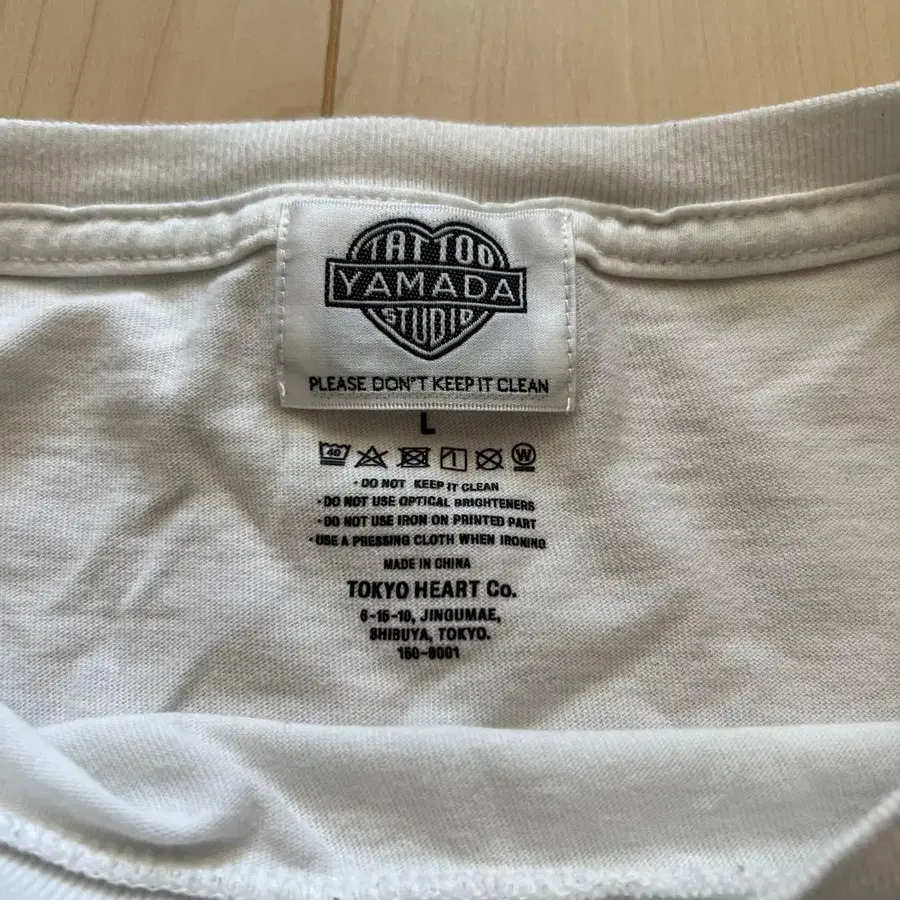 TATTOO
YAMADA
STUDIO
PLEASE DON'T KEEP IT CLEAN
L
40
W
・DO NOT KEEP IT CLEAN
・DO NOT USE OPTICAL BRIGHTENERS
・DO NOT USE IRON ON PRINTED PART
・USE A PRESSING CLOTH WHEN IRONING
MADE IN CHINA
TOKYO HEART Co.
6-15-10, JINGUMAE,
SHIBUYA, TOKYO.
150-0001